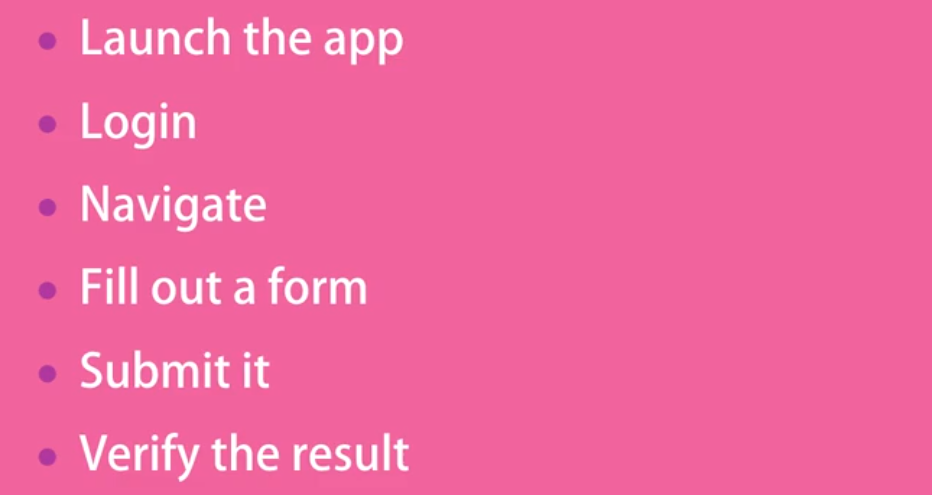 Launch the app
Login
Navigate
Fill out a form
Submit it
Verify the result